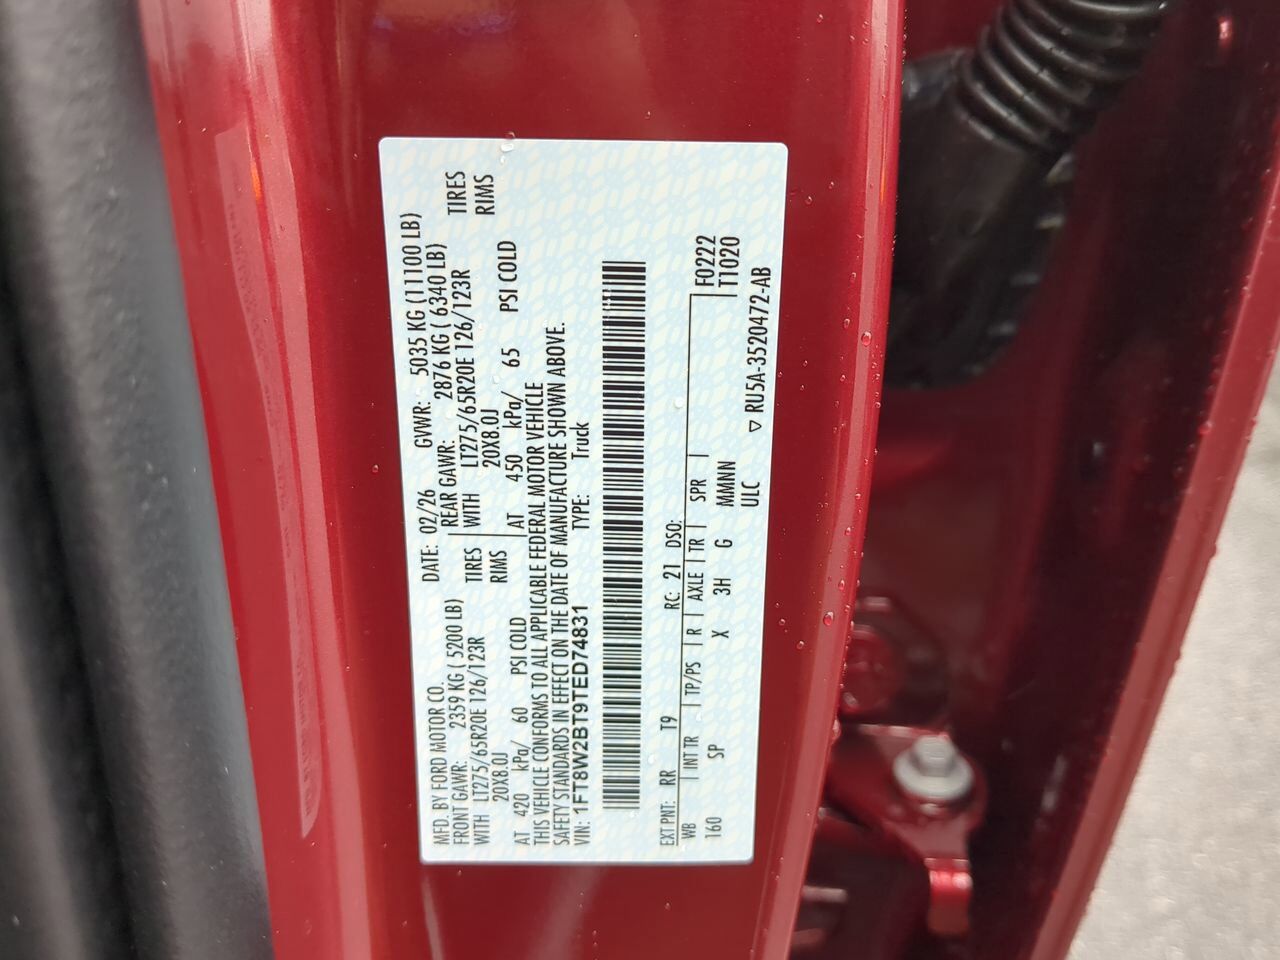 MFD. BY FORD MOTOR CO.
DATE: 02/26 GVWR: 5035 KG (11100 LB)
FRONT GAWR: 2359 KG ( 5200 LB) REAR GAWR: 2876 KG ( 6340 LB)
WITH LT275/65R20E 126/123R TIRES WITH LT275/65R20E 126/123R TIRES
20X8.0J RIMS 20X8.0J RIMS
AT 420 kPa/ 60 PSI COLD AT 450 kPa/ 65 PSI COLD
THIS VEHICLE CONFORMS TO ALL APPLICABLE FEDERAL MOTOR VEHICLE
SAFETY STANDARDS IN EFFECT ON THE DATE OF MANUFACTURE SHOWN ABOVE.
VIN: 1FT8W2BT9TED74831 TYPE: Truck
EXT PNT: RR T9 RC: 21 DSO: F0222
WB INT TR TP/PS R AXLE TR SPR T1020
160 SP X 3H G MMNN
ULC ▽ RU5A-3520472-AB